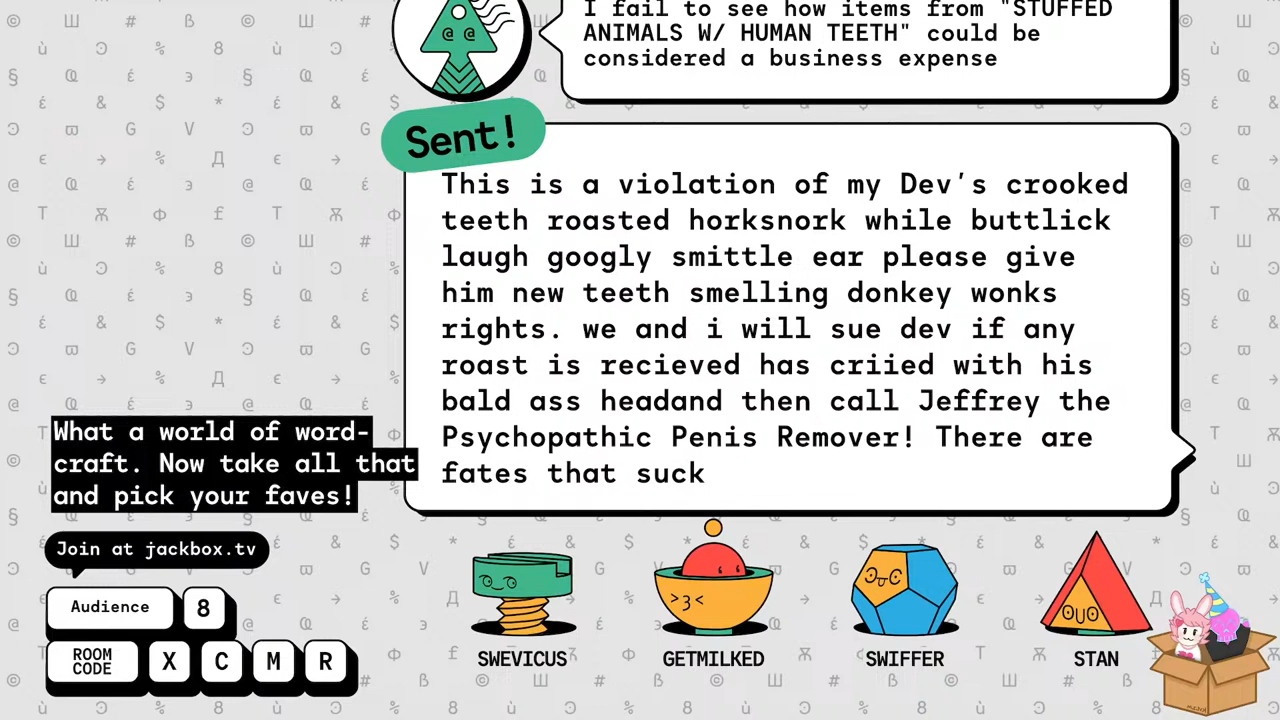 I fail to see how items from "STUFFED
ANIMALS W/ HUMAN TEETH" could be
considered a business expense
Sent!
This is a violation of my Dev's crooked
teeth roasted horksnork while buttlick
laugh googly smittle ear please give
him new teeth smelling donkey wonks
rights. we and i will sue dev if any
roast is recieved has criied with his
bald ass headand then call Jeffrey the
Psychopathic Penis Remover! There are
fates that suck
What a world of word-
craft. Now take all that
and pick your faves!
Join at jackbox.tv
Audience 8
ROOM
CODE
X C M R
SWEVICUS
GETMILKED
SWIFFER
STAN